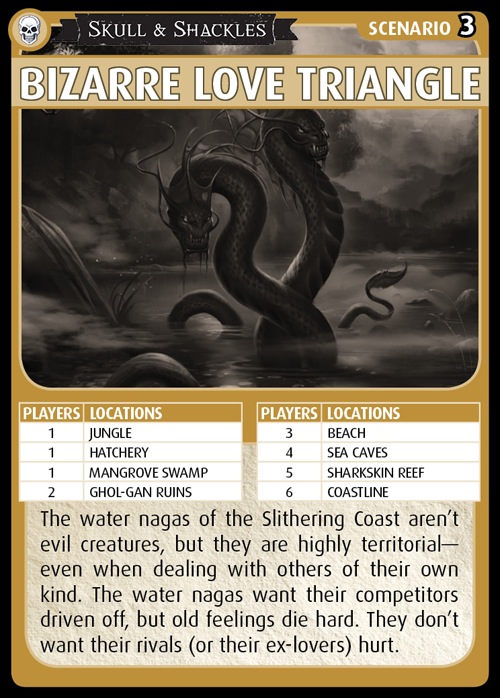 SKULL & SHACKLES
SCENARIO 3
BIZARRE LOVE TRIANGLE
PLAYERS LOCATIONS
1 JUNGLE
1 HATCHERY
1 MANGROVE SWAMP
2 GHOL-GAN RUINS
PLAYERS LOCATIONS
3 BEACH
4 SEA CAVES
5 SHARKSKIN REEF
6 COASTLINE
The water nagas of the Slithering Coast aren't
evil creatures, but they are highly territorial—
even when dealing with others of their own
kind. The water nagas want their competitors
driven off, but old feelings die hard. They don't
want their rivals (or their ex-lovers) hurt.